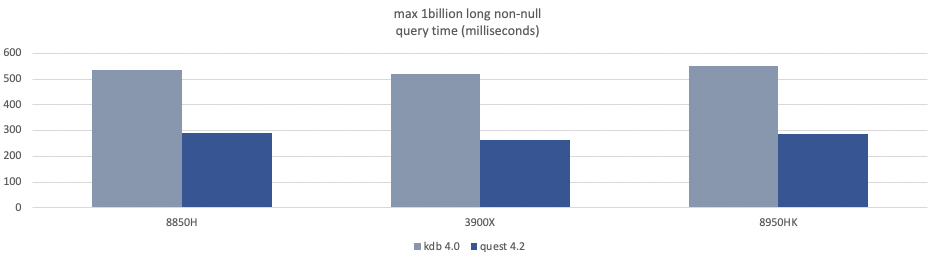 max 1billion long non-null
query time (milliseconds)
600
500
400
300
200
100
0
8850H 3900X 8950HK
kdb 4.0 quest 4.2